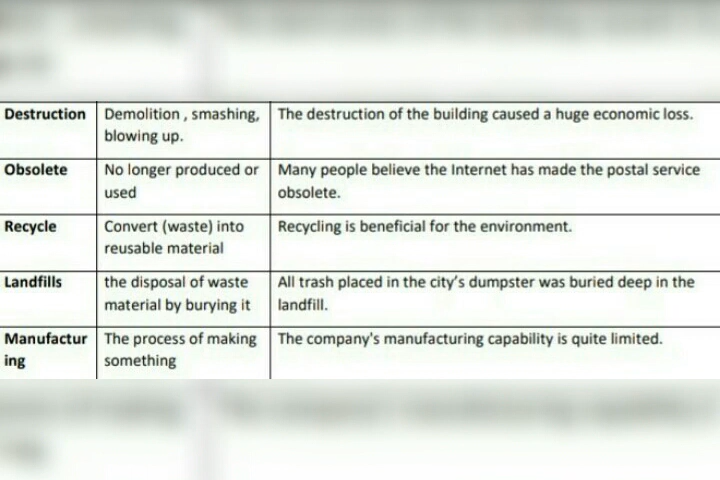 Destruction
Demolition , smashing,
blowing up.
The destruction of the building caused a huge economic loss.
Obsolete
No longer produced or
used
Many people believe the Internet has made the postal service
obsolete.
Recycle
Convert (waste) into
reusable material
Recycling is beneficial for the environment.
Landfills
the disposal of waste
material by burying it
All trash placed in the city's dumpster was buried deep in the
landfill.
Manufactur
ing
The process of making
something
The company's manufacturing capability is quite limited.